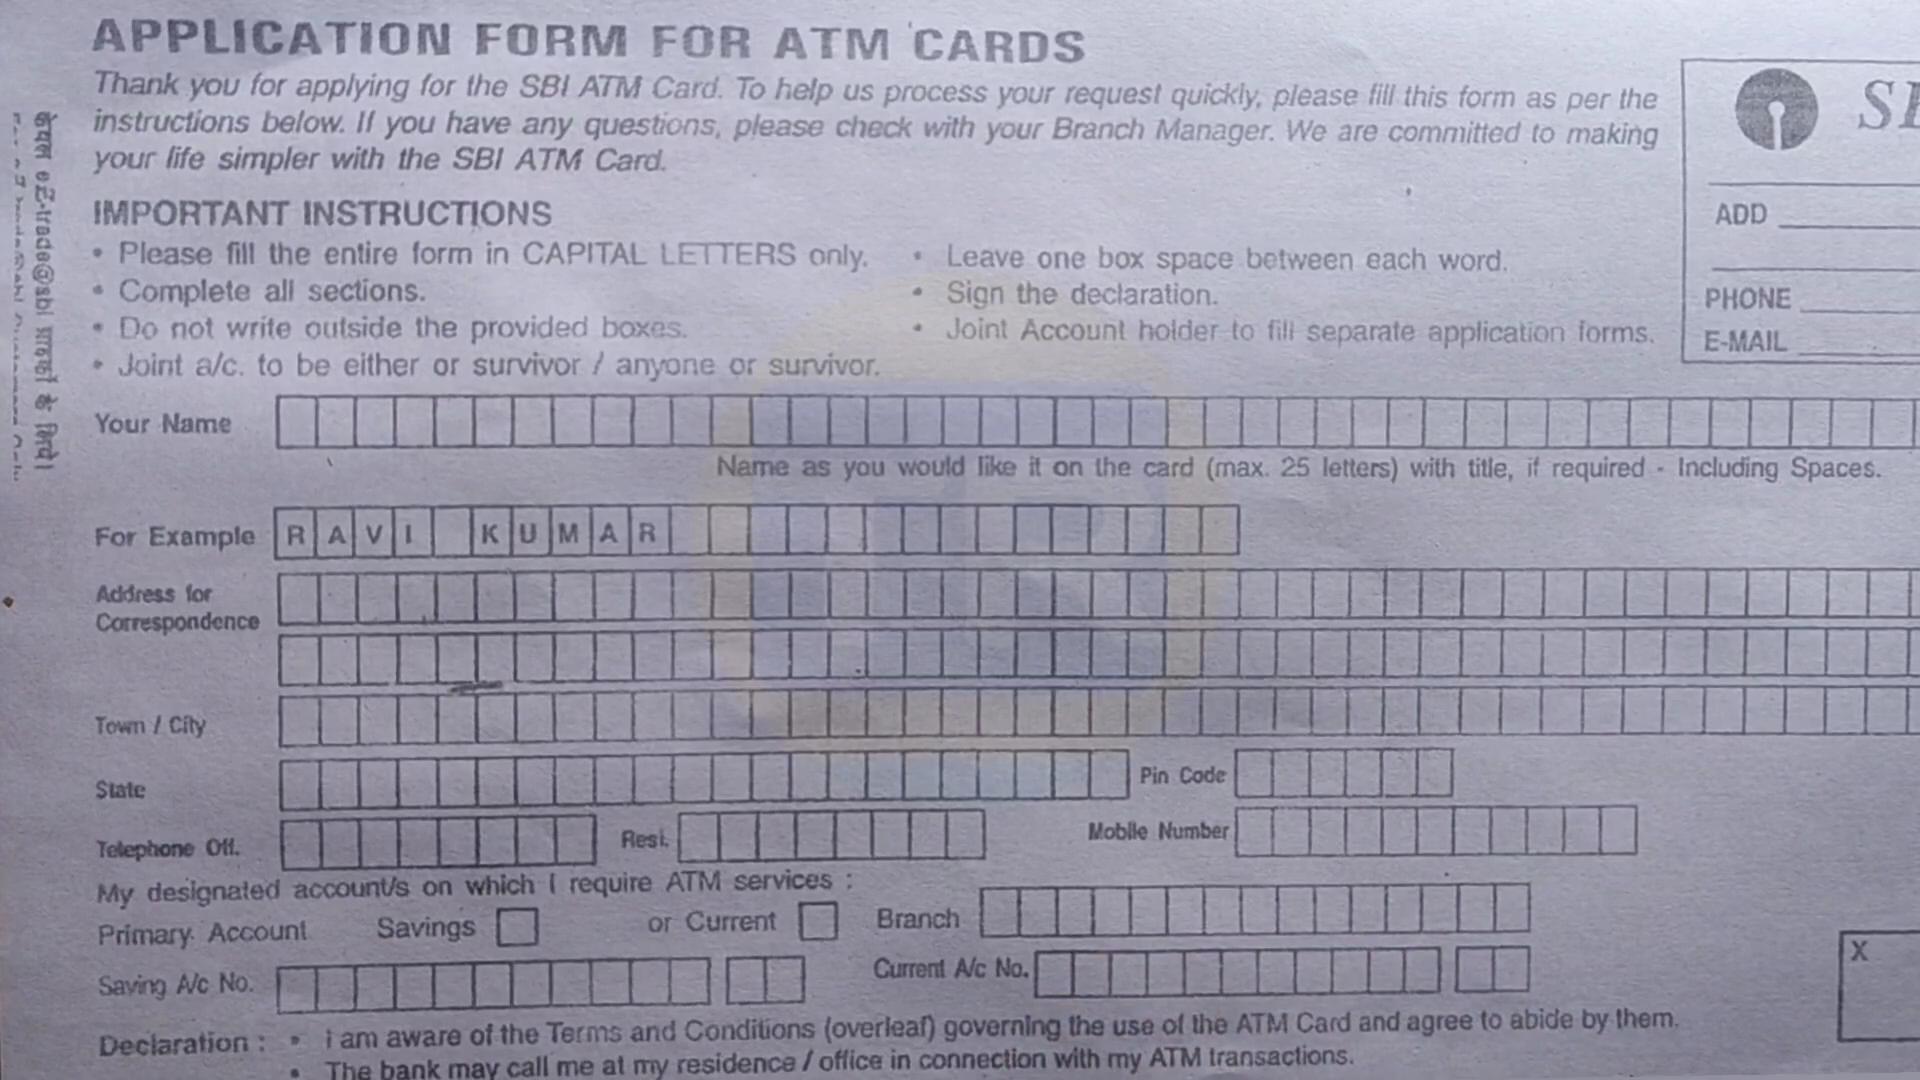 APPLICATION FORM FOR ATM CARDS
Thank you for applying for the SBI ATM Card. To help us process your request quickly, please fill this form as per the
instructions below. If you have any questions, please check with your Branch Manager. We are committed to making
your life simpler with the SBI ATM Card.
IMPORTANT INSTRUCTIONS
• Please fill the entire form in CAPITAL LETTERS only.
• Complete all sections.
• Do not write outside the provided boxes.
• Joint a/c. to be either or survivor / anyone or survivor.
• Leave one box space between each word.
• Sign the declaration.
• Joint Account holder to fill separate application forms.
ADD
PHONE
E-MAIL
केवल eZ-trade@sbi ग्राहकों के लिये।
Your Name
Name as you would like it on the card (max. 25 letters) with title, if required - Including Spaces.
For Example RAVI KUMAR
Address for
Correspondence
Town / City
State Pin Code
Telephone Off. Resi. Mobile Number
My designated account/s on which I require ATM services :
Primary Account Savings or Current Branch
Saving A/c No. Current A/c No.
X
Declaration : • I am aware of the Terms and Conditions (overleaf) governing the use of the ATM Card and agree to abide by them.
• The bank may call me at my residence / office in connection with my ATM transactions.